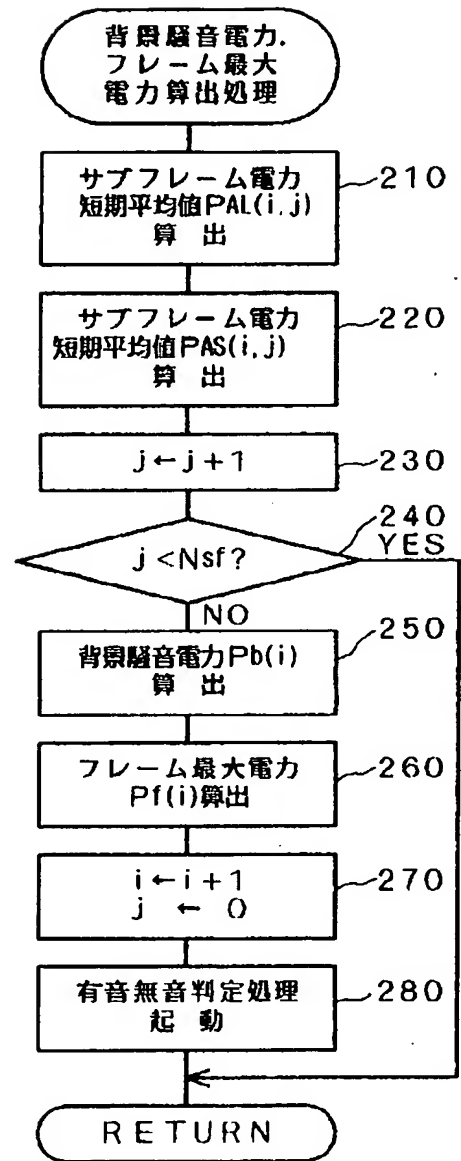 背景騒音電力.
フレーム最大
電力算出処理
サブフレーム電力
短期平均値PAL(i,j)
算出
210
サブフレーム電力
短期平均値PAS(i,j)
算出
220
j←j+1
230
240
j<Nsf?
YES
NO
背景騒音電力Pb(i)
算出
250
フレーム最大電力
Pf(i)算出
260
i←i+1
j ← 0
270
有音無音判定処理
起動
280
RETURN